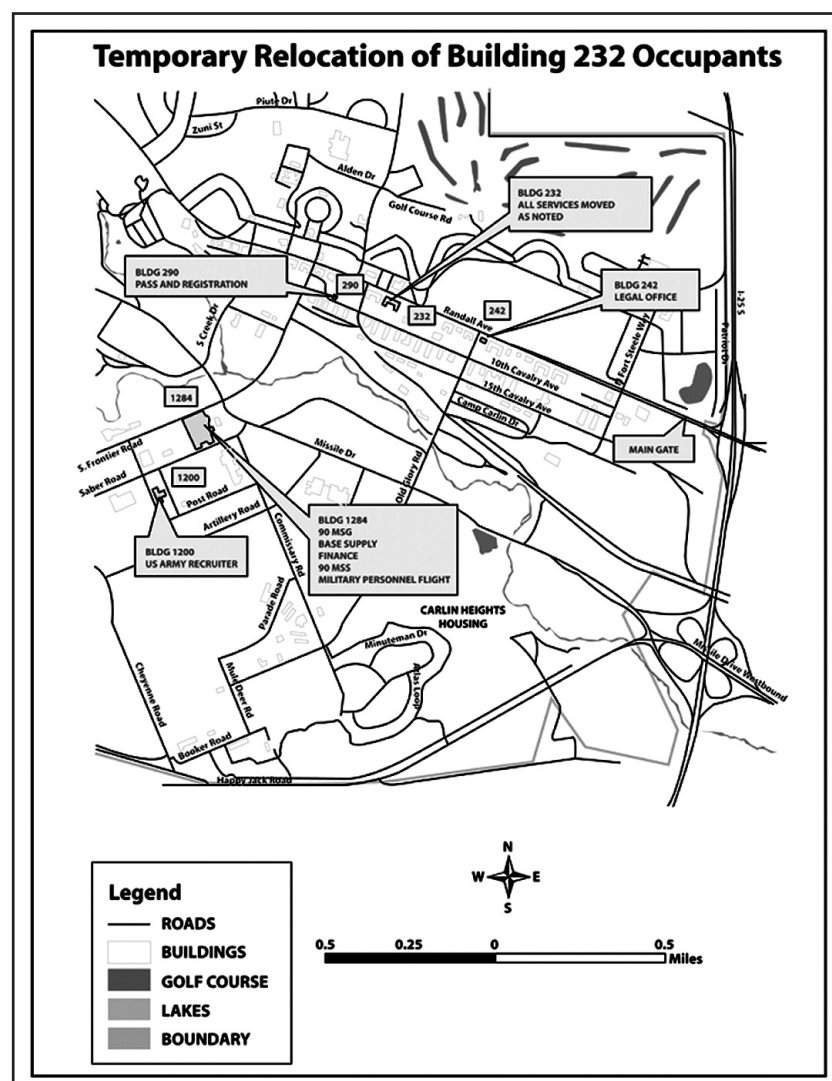 Temporary Relocation of Building 232 Occupants
Piute Dr
Zuni St
Alden Dr
Golf Course Rd
BLDG 232
ALL SERVICES MOVED
AS NOTED
BLDG 290
PASS AND REGISTRATION
290
BLDG 242
LEGAL OFFICE
232
242
Randall Ave
I-25 S
Patriot Dr
S Creek Dr
Fort Steele Way
10th Cavalry Ave
15th Cavalry Ave
Camp Carlin Dr
1284
S. Frontier Road
Saber Road
Missile Dr
Old Glory Rd
MAIN GATE
1200
Post Road
Artillery Road
BLDG 1200
US ARMY RECRUITER
Commissary Rd
BLDG 1284
90 MSG
BASE SUPPLY
FINANCE
90 MSS
MILITARY PERSONNEL FLIGHT
Parade Road
CARLIN HEIGHTS
HOUSING
Minuteman Dr
Atlas Loop
Missile Drive Westbound
Cheyenne Road
Mule Deer Rd
Booker Road
Happy Jack Road
N
W
E
S
Legend
ROADS
BUILDINGS
GOLF COURSE
LAKES
BOUNDARY
0.5
0.25
0
0.5
Miles